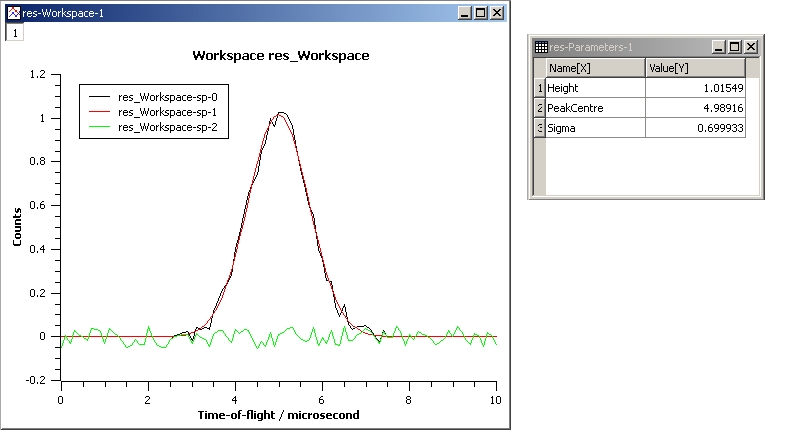 res-Workspace-1
1
Workspace res_Workspace
res_Workspace-sp-0
res_Workspace-sp-1
res_Workspace-sp-2
1.2
1
0.8
0.6
0.4
0.2
0
-0.2
Counts
0 2 4 6 8 10
Time-of-flight / microsecond
res-Parameters-1
Name[X] Value[Y]
1 Height 1.01549
2 PeakCentre 4.98916
3 Sigma 0.699933